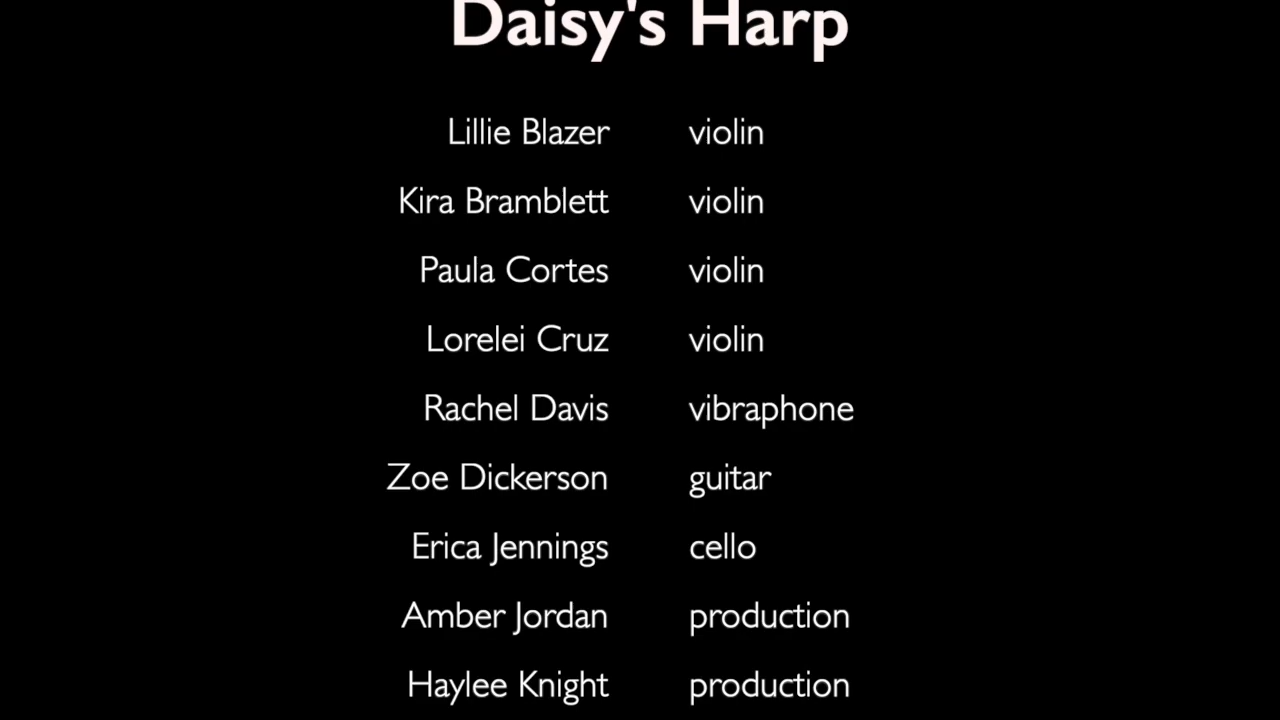 Daisy's Harp
Lillie Blazer violin
Kira Bramblett violin
Paula Cortes violin
Lorelei Cruz violin
Rachel Davis vibraphone
Zoe Dickerson guitar
Erica Jennings cello
Amber Jordan production
Haylee Knight production